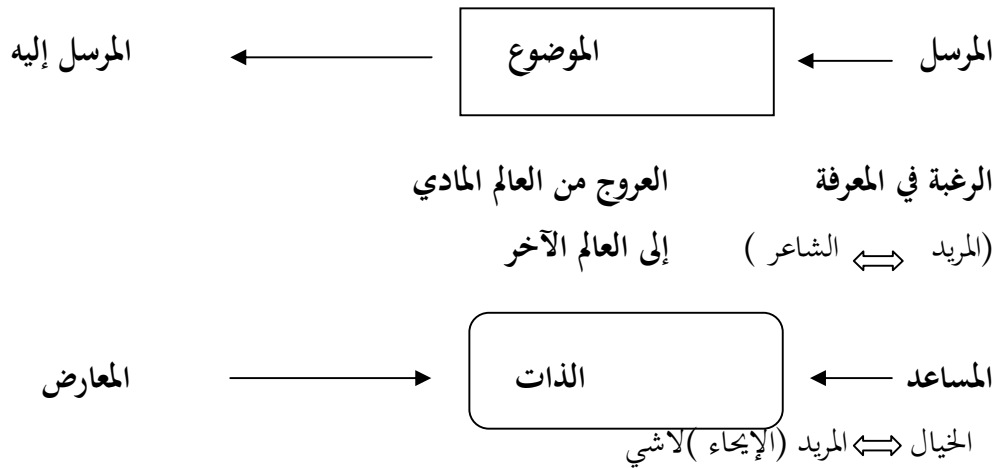 المرسل الموضوع المرسل إليه
الرغبة في المعرفة العروج من العالم المادي
(المريد ⇔ الشاعر ) إلى العالم الآخر
المساعد الذات المعارض
الخيال ⇔ المريد (الإيحاء )لاشي